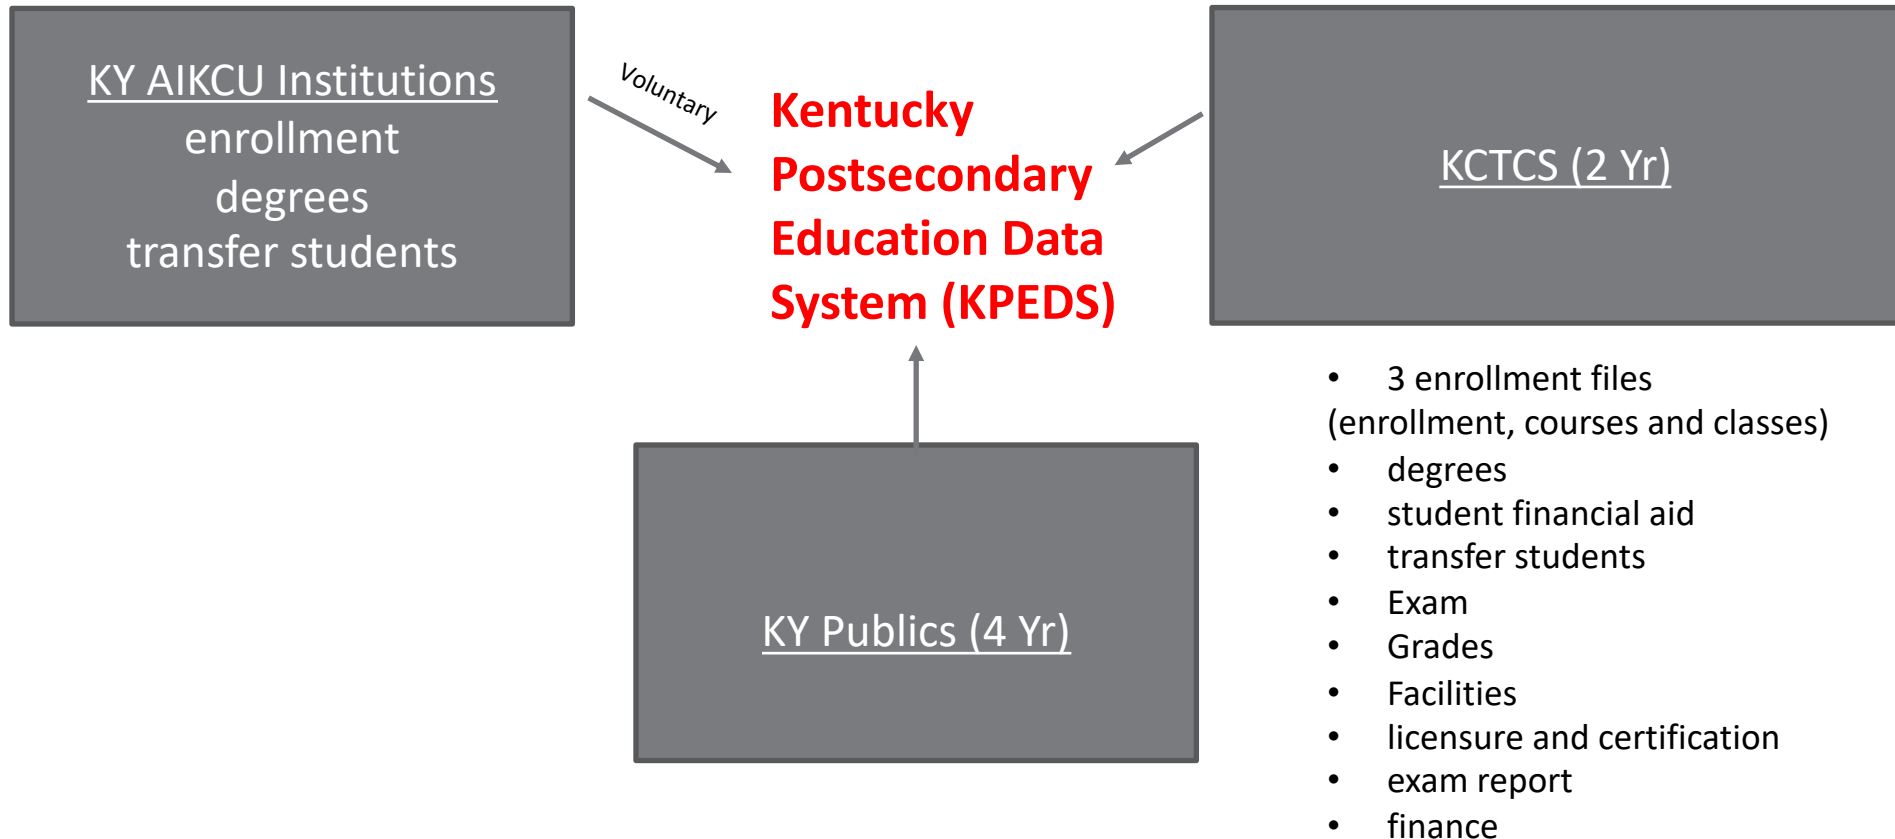 KY AIKCU Institutions
enrollment
degrees
transfer students
Voluntary
Kentucky
Postsecondary
Education Data
System (KPEDS)
KCTCS (2 Yr)
KY Publics (4 Yr)
• 3 enrollment files
(enrollment, courses and classes)
• degrees
• student financial aid
• transfer students
• Exam
• Grades
• Facilities
• licensure and certification
• exam report
• finance